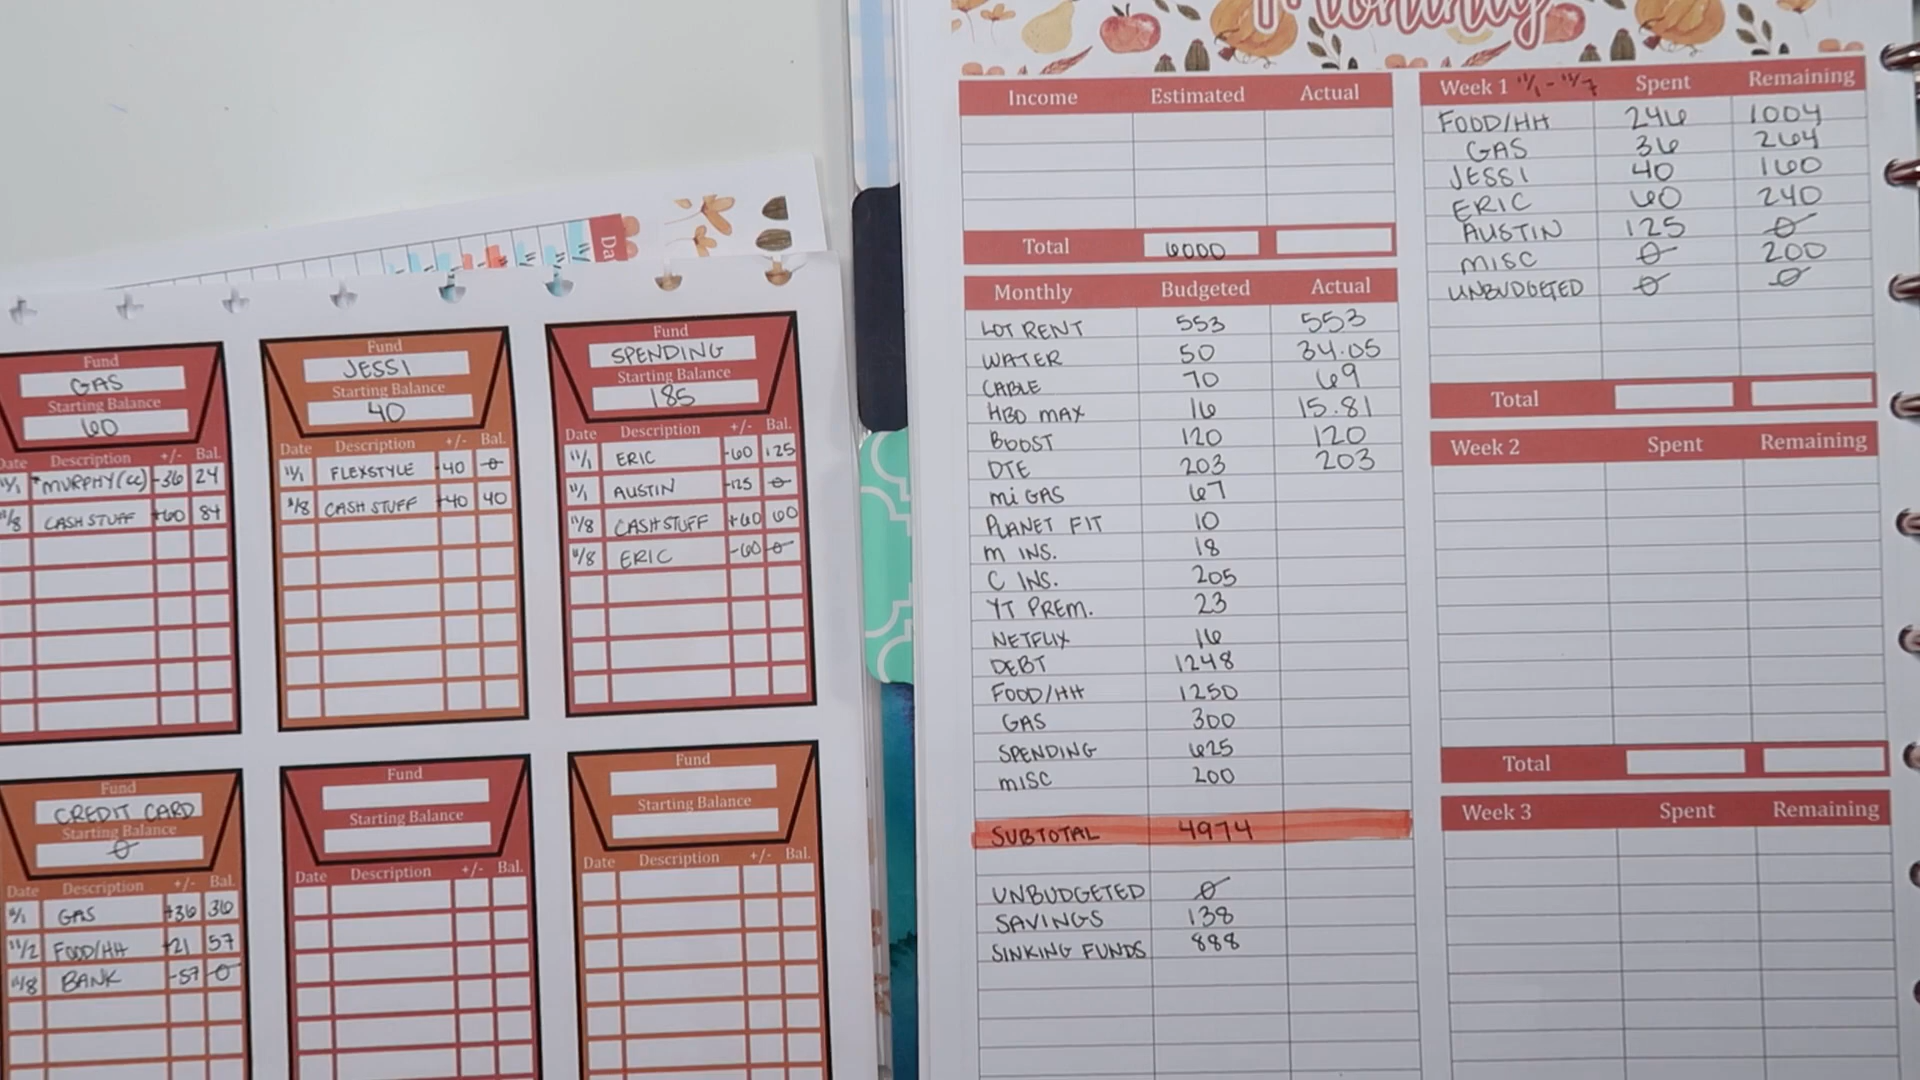 Monthly
Income Estimated Actual
Total 6000
Monthly Budgeted Actual
LOT RENT 553 553
WATER 50 34.05
CABLE 70 69
HBO MAX 16 15.81
BOOST 120 120
DTE 203 203
MI GAS 67
PLANET FIT 10
M INS. 18
C INS. 205
YT PREM. 23
NETFLIX 16
DEBT 1248
FOOD/HH 1250
GAS 300
SPENDING 625
MISC 200
SUBTOTAL 4974
UNBUDGETED 0
SAVINGS 138
SINKING FUNDS 888
Week 1 11/1 - 11/7 Spent Remaining
FOOD/HH 246 1004
GAS 36 264
JESSI 40 160
ERIC 60 240
AUSTIN 125 0
MISC 0 200
UNBUDGETED 0 0
Total
Week 2 Spent Remaining
Total
Week 3 Spent Remaining
Da
Fund
GAS
Starting Balance
60
Date Description +/- Bal.
11/1 *MURPHY(CC) -36 24
11/8 CASH STUFF +60 84
Fund
JESSI
Starting Balance
40
Date Description +/- Bal.
11/1 FLEXSTYLE -40 0
11/8 CASH STUFF +40 40
Fund
SPENDING
Starting Balance
185
Date Description +/- Bal.
11/1 ERIC -60 125
11/1 AUSTIN -125 0
11/8 CASH STUFF +60 60
11/8 ERIC -60 0
Fund
CREDIT CARD
Starting Balance
0
Date Description +/- Bal.
11/1 GAS +36 36
11/2 FOOD/HH +21 57
11/8 BANK -57 0
Fund
Starting Balance
Date Description +/- Bal.
Fund
Starting Balance
Date Description +/- Bal.